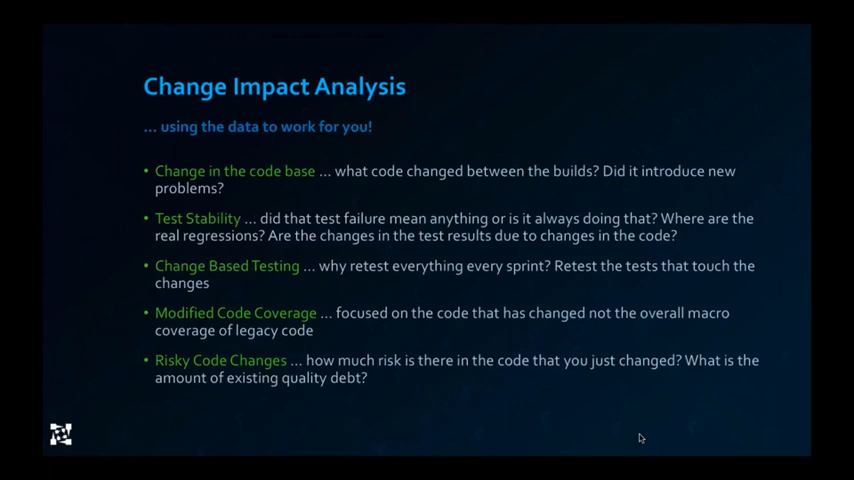 Change Impact Analysis
... using the data to work for you!
• Change in the code base ... what code changed between the builds? Did it introduce new
problems?
• Test Stability ... did that test failure mean anything or is it always doing that? Where are the
real regressions? Are the changes in the test results due to changes in the code?
• Change Based Testing ... why retest everything every sprint? Retest the tests that touch the
changes
• Modified Code Coverage ... focused on the code that has changed not the overall macro
coverage of legacy code
• Risky Code Changes ... how much risk is there in the code that you just changed? What is the
amount of existing quality debt?